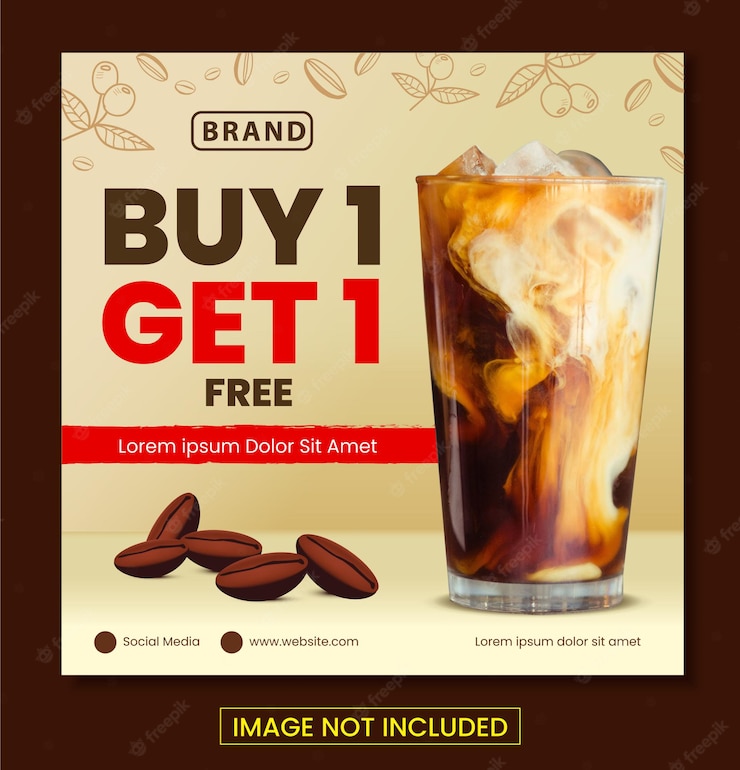 BRAND
BUY 1
GET 1
FREE
Lorem ipsum Dolor Sit Amet
Social Media
www.website.com
Lorem ipsum dolor sit amet
IMAGE NOT INCLUDED
freepik